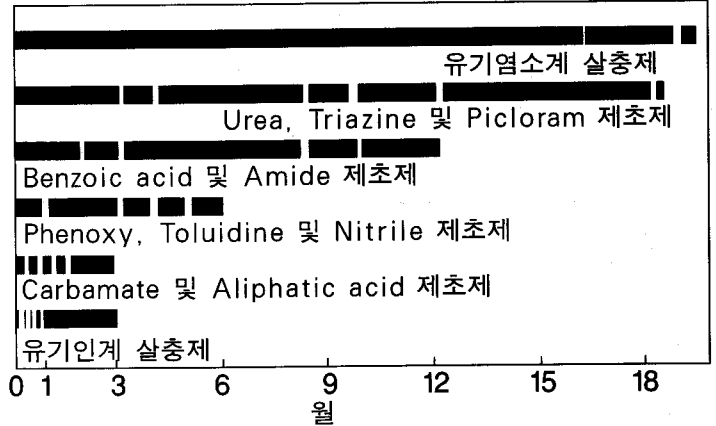 유기염소계 살충제
Urea, Triazine 및 Picloram 제초제
Benzoic acid 및 Amide 제초제
Phenoxy, Toluidine 및 Nitrile 제초제
Carbamate 및 Aliphatic acid 제초제
유기인계 살충제
0 1 3 6 9 12 15 18
월